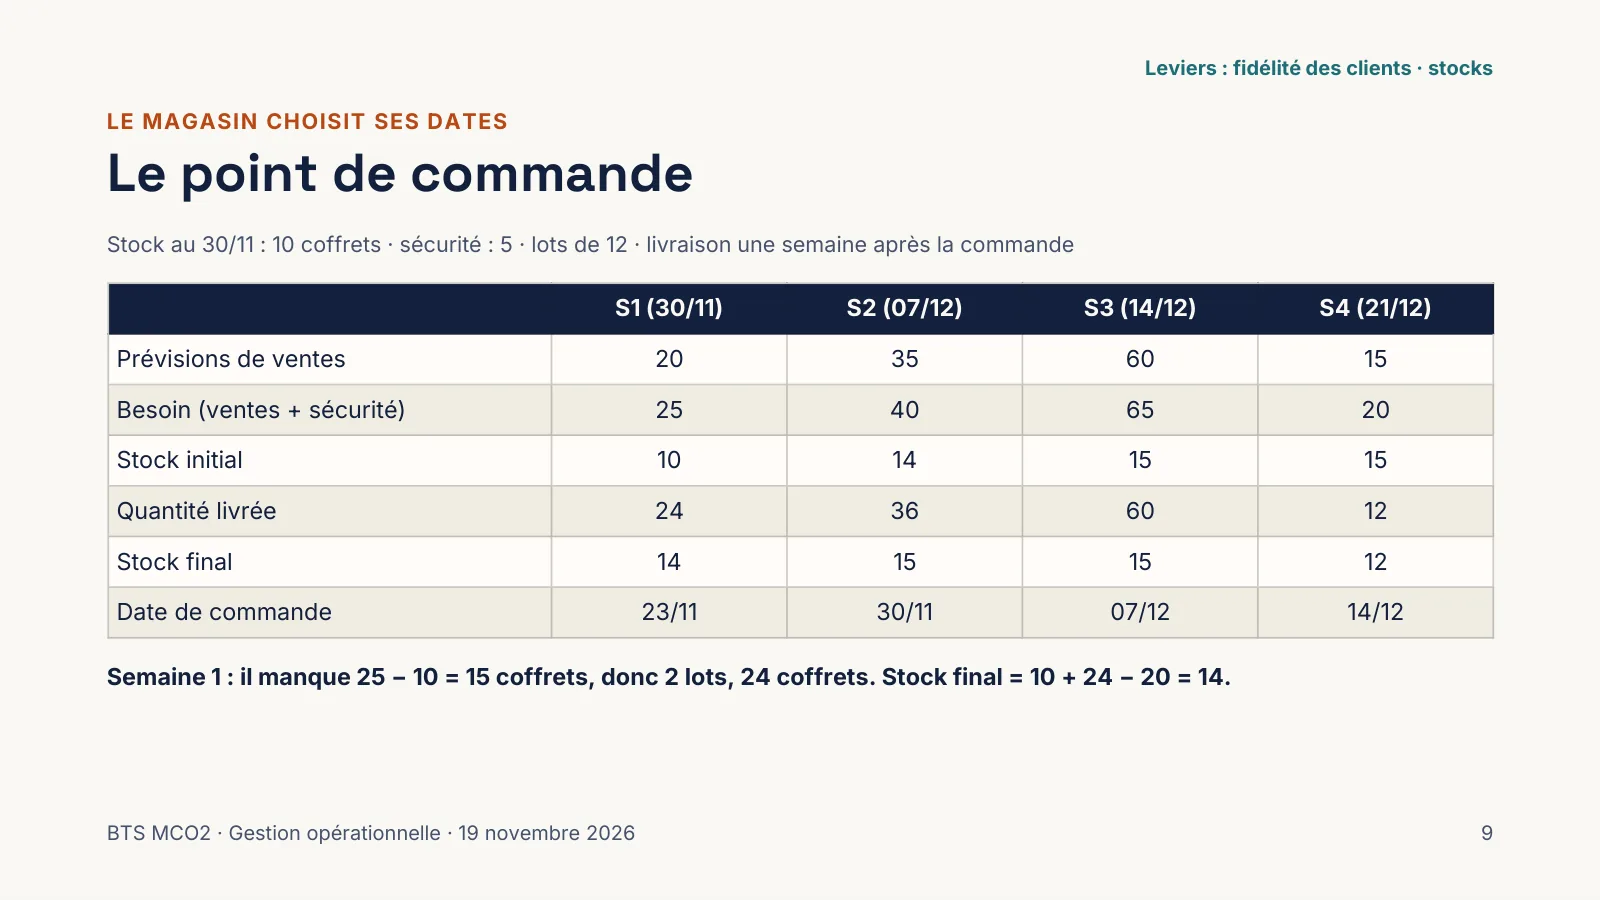 Leviers : fidélité des clients · stocks
LE MAGASIN CHOISIT SES DATES
Le point de commande
Stock au 30/11 : 10 coffrets · sécurité : 5 · lots de 12 · livraison une semaine après la commande
S1 (30/11) S2 (07/12) S3 (14/12) S4 (21/12)
Prévisions de ventes 20 35 60 15
Besoin (ventes + sécurité) 25 40 65 20
Stock initial 10 14 15 15
Quantité livrée 24 36 60 12
Stock final 14 15 15 12
Date de commande 23/11 30/11 07/12 14/12
Semaine 1 : il manque 25 − 10 = 15 coffrets, donc 2 lots, 24 coffrets. Stock final = 10 + 24 − 20 = 14.
BTS MCO2 · Gestion opérationnelle · 19 novembre 2026 9